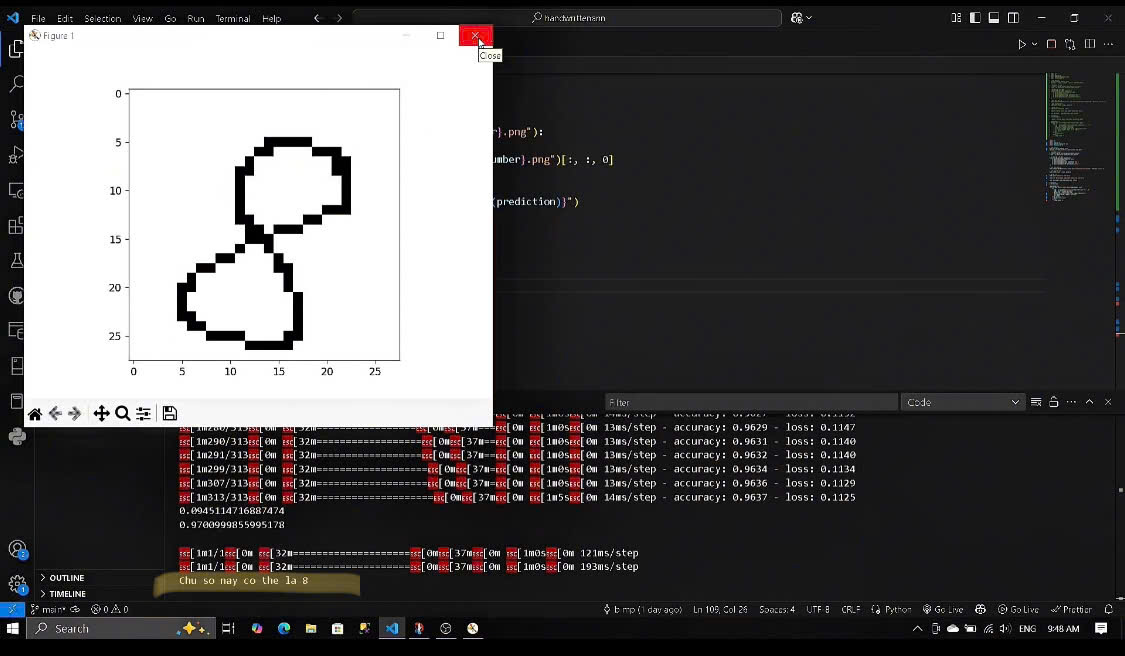 File Edit Selection View Go Run Terminal Help
handwrittenann
Figure 1
Close
0
5
10
15
20
25
0 5 10 15 20 25
}.png"):
umber}.png")[:, :, 0]
(prediction)}")
Filter
Code
ESC[1m290/313ESC[0m ESC[32m ESC[0mESC[37mESC[0m ESC[1m0sESC[0m 13ms/step - accuracy: 0.9631 - loss: 0.1140
ESC[1m291/313ESC[0m ESC[32m ESC[0mESC[37mESC[0m ESC[1m0sESC[0m 13ms/step - accuracy: 0.9632 - loss: 0.1140
ESC[1m299/313ESC[0m ESC[32m ESC[0mESC[37mESC[0m ESC[1m0sESC[0m 13ms/step - accuracy: 0.9634 - loss: 0.1134
ESC[1m307/313ESC[0m ESC[32m ESC[0mESC[37mESC[0m ESC[1m0sESC[0m 13ms/step - accuracy: 0.9636 - loss: 0.1129
ESC[1m313/313ESC[0m ESC[32m ESC[0mESC[37mESC[0m ESC[1m5sESC[0m 14ms/step - accuracy: 0.9637 - loss: 0.1125
0.0945114716887474
0.9700999855995178
ESC[1m1/1ESC[0m ESC[32m ESC[0mESC[37mESC[0m ESC[1m0sESC[0m 121ms/step
ESC[1m1/1ESC[0m ESC[32m ESC[0mESC[37mESC[0m ESC[1m0sESC[0m 193ms/step
Chu so nay co the la 8
OUTLINE
TIMELINE
main* 0 0 b mp (1 day ago) Ln 109, Col 26 Spaces: 4 UTF-8 CRLF Python Go Live Go Live Prettier
Search
ENG 9:48 AM